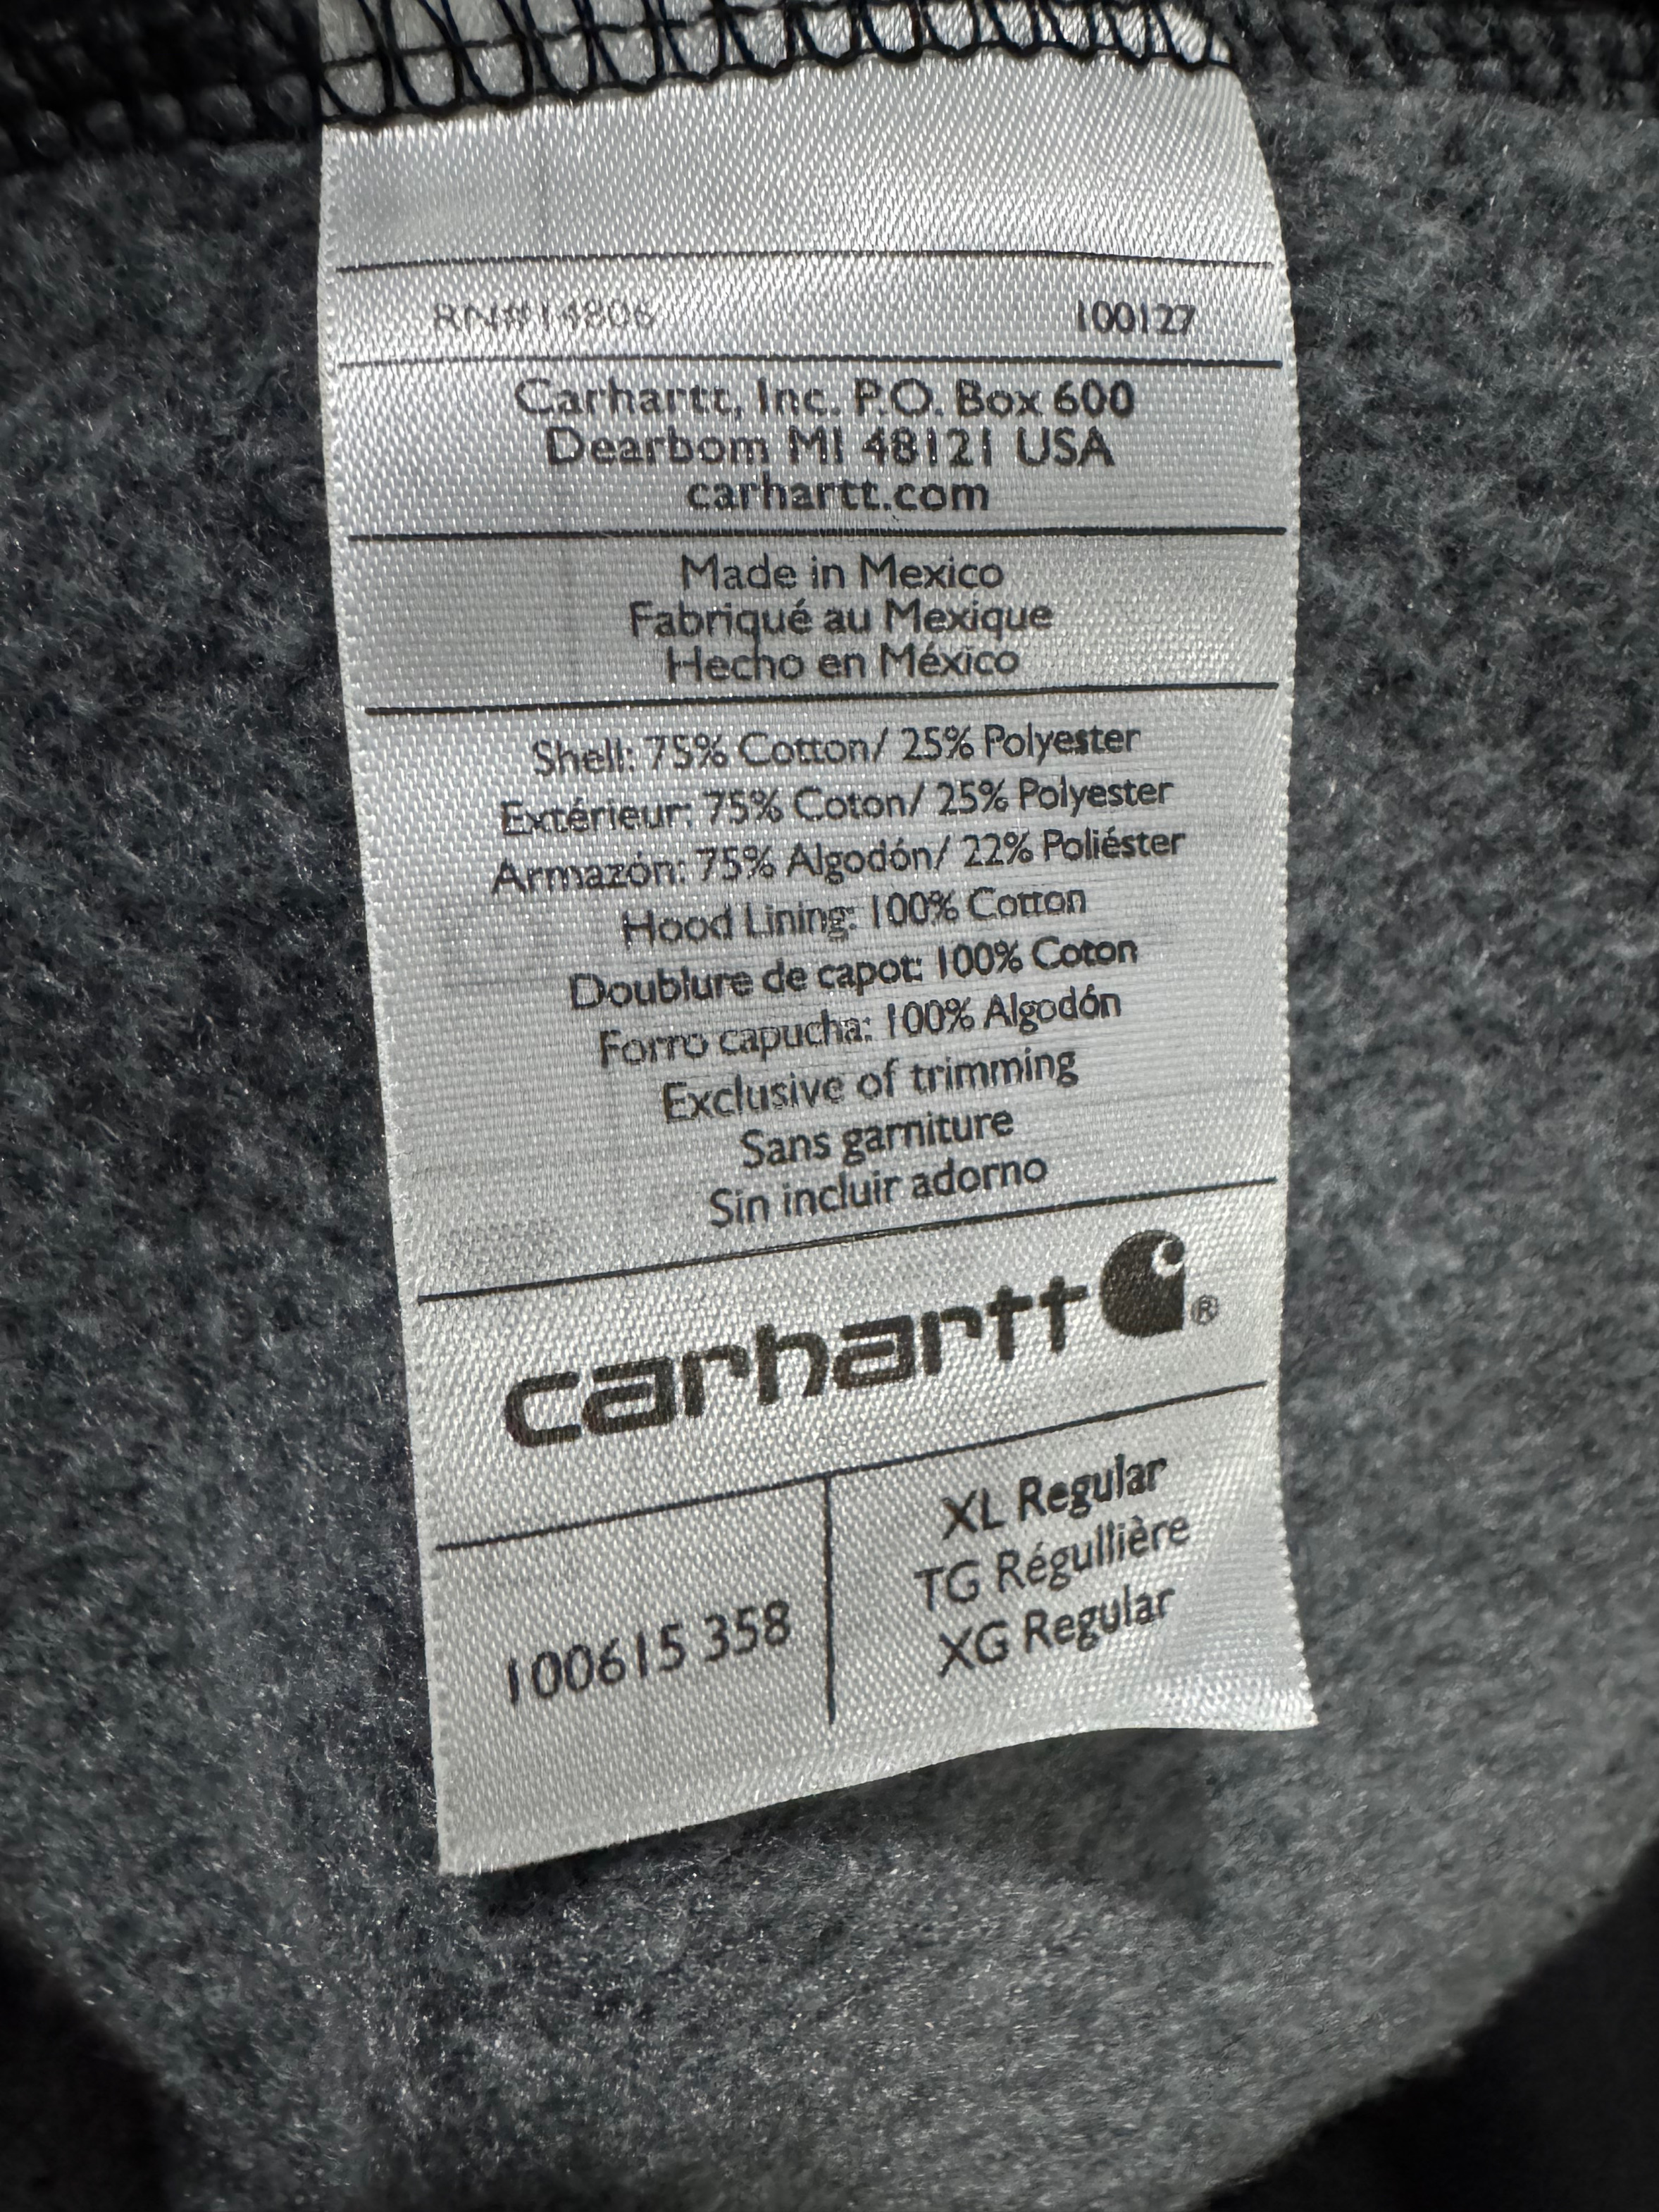 RN#14806 100127
Carhartt, Inc. P.O. Box 600
Dearbom MI 48121 USA
carhartt.com
Made in Mexico
Fabriqué au Mexique
Hecho en México
Shell: 75% Cotton/ 25% Polyester
Extérieur: 75% Coton/ 25% Polyester
Armazón: 75% Algodón/ 22% Poliéster
Hood Lining: 100% Cotton
Doublure de capot: 100% Coton
Forro capucha: 100% Algodón
Exclusive of trimming
Sans garniture
Sin incluir adorno
carhartt®
100615 358
XL Regular
TG Régullière
XG Regular